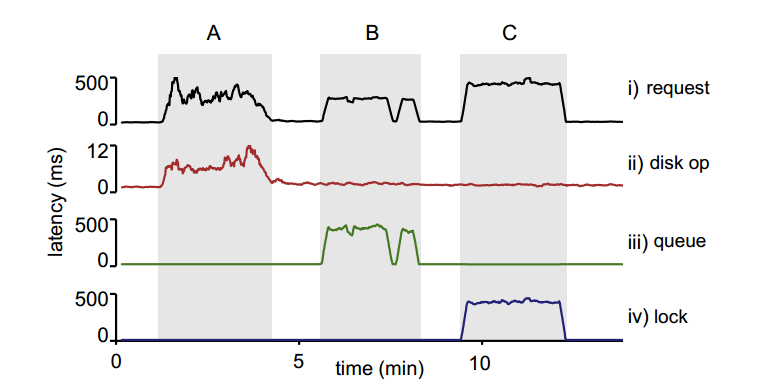 A B C
500
0
i) request
12
0
ii) disk op
500
0
iii) queue
500
0
iv) lock
latency (ms)
0 5 10
time (min)